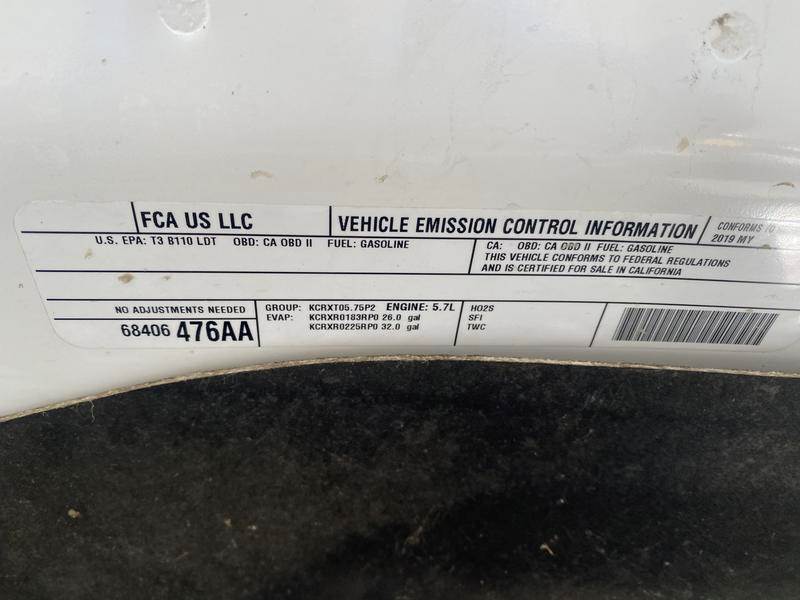 FCA US LLC
VEHICLE EMISSION CONTROL INFORMATION
CONFORMS TO
2019 MY
U.S. EPA: T3 B110 LDT OBD: CA OBD II FUEL: GASOLINE
CA: OBD: CA OBD II FUEL: GASOLINE
THIS VEHICLE CONFORMS TO FEDERAL REGULATIONS
AND IS CERTIFIED FOR SALE IN CALIFORNIA
NO ADJUSTMENTS NEEDED
68406 476AA
GROUP: KCRXT05.75P2 ENGINE: 5.7L
EVAP: KCRXR0183RP0 26.0 gal
KCRXR0225RP0 32.0 gal
HO2S
SFI
TWC